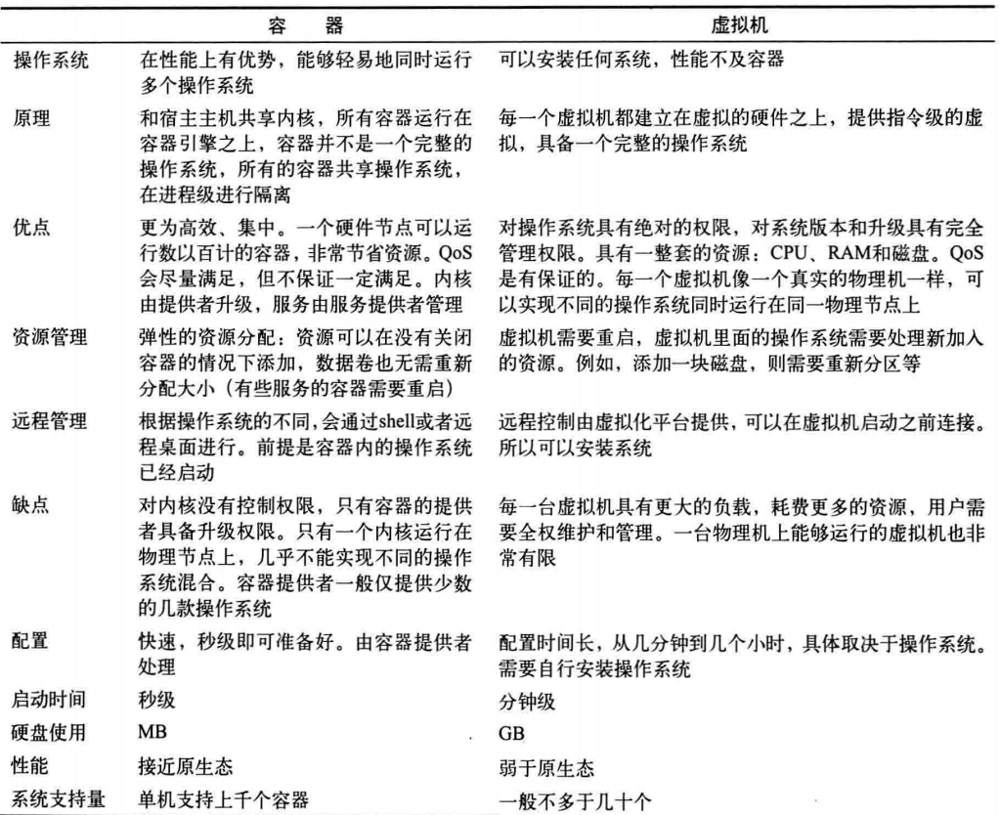 容 器 虚拟机
操作系统 在性能上有优势，能够轻易地同时运行 可以安装任何系统，性能不及容器
多个操作系统
原理 和宿主主机共享内核，所有容器运行在 每一个虚拟机都建立在虚拟的硬件之上，提供指令级的虚
容器引擎之上，容器并不是一个完整的 拟，具备一个完整的操作系统
操作系统，所有的容器共享操作系统，
在进程级进行隔离
优点 更为高效、集中。一个硬件节点可以运 对操作系统具有绝对的权限，对系统版本和升级具有完全
行数以百计的容器，非常节省资源。QoS 管理权限。具有一整套的资源：CPU、RAM和磁盘。QoS
会尽量满足，但不保证一定满足。内核 是有保证的。每一个虚拟机像一个真实的物理机一样，可
由提供者升级，服务由服务提供者管理 以实现不同的操作系统同时运行在同一物理节点上
资源管理 弹性的资源分配：资源可以在没有关闭 虚拟机需要重启，虚拟机里面的操作系统需要处理新加入
容器的情况下添加，数据卷也无需重新 的资源。例如，添加一块磁盘，则需要重新分区等
分配大小（有些服务的容器需要重启）
远程管理 根据操作系统的不同，会通过shell或者远 远程控制由虚拟化平台提供，可以在虚拟机启动之前连接。
程桌面进行。前提是容器内的操作系统 所以可以安装系统
已经启动
缺点 对内核没有控制权限，只有容器的提供 每一台虚拟机具有更大的负载，耗费更多的资源，用户需
者具备升级权限。只有一个内核运行在 要全权维护和管理。一台物理机上能够运行的虚拟机也非
物理节点上，几乎不能实现不同的操作 常有限
系统混合。容器提供者一般仅提供少数
的几款操作系统
配置 快速，秒级即可准备好。由容器提供者 配置时间长，从几分钟到几个小时，具体取决于操作系统。
处理 需要自行安装操作系统
启动时间 秒级 分钟级
硬盘使用 MB GB
性能 接近原生态 弱于原生态
系统支持量 单机支持上千个容器 一般不多于几十个